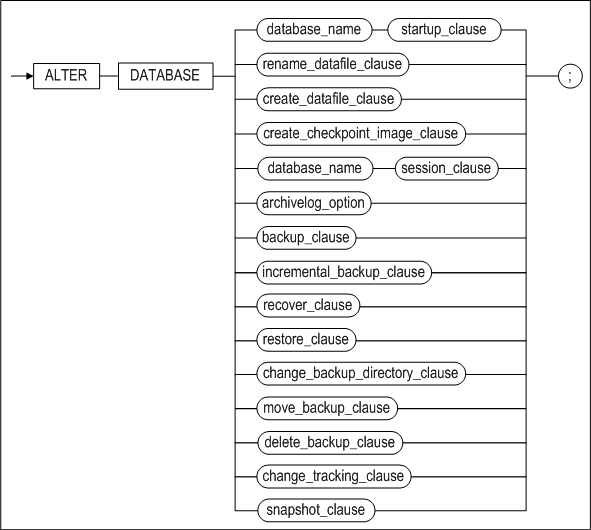 database_name startup_clause
rename_datafile_clause
ALTER DATABASE ;
create_datafile_clause
create_checkpoint_image_clause
database_name session_clause
archivelog_option
backup_clause
incremental_backup_clause
recover_clause
restore_clause
change_backup_directory_clause
move_backup_clause
delete_backup_clause
change_tracking_clause
snapshot_clause